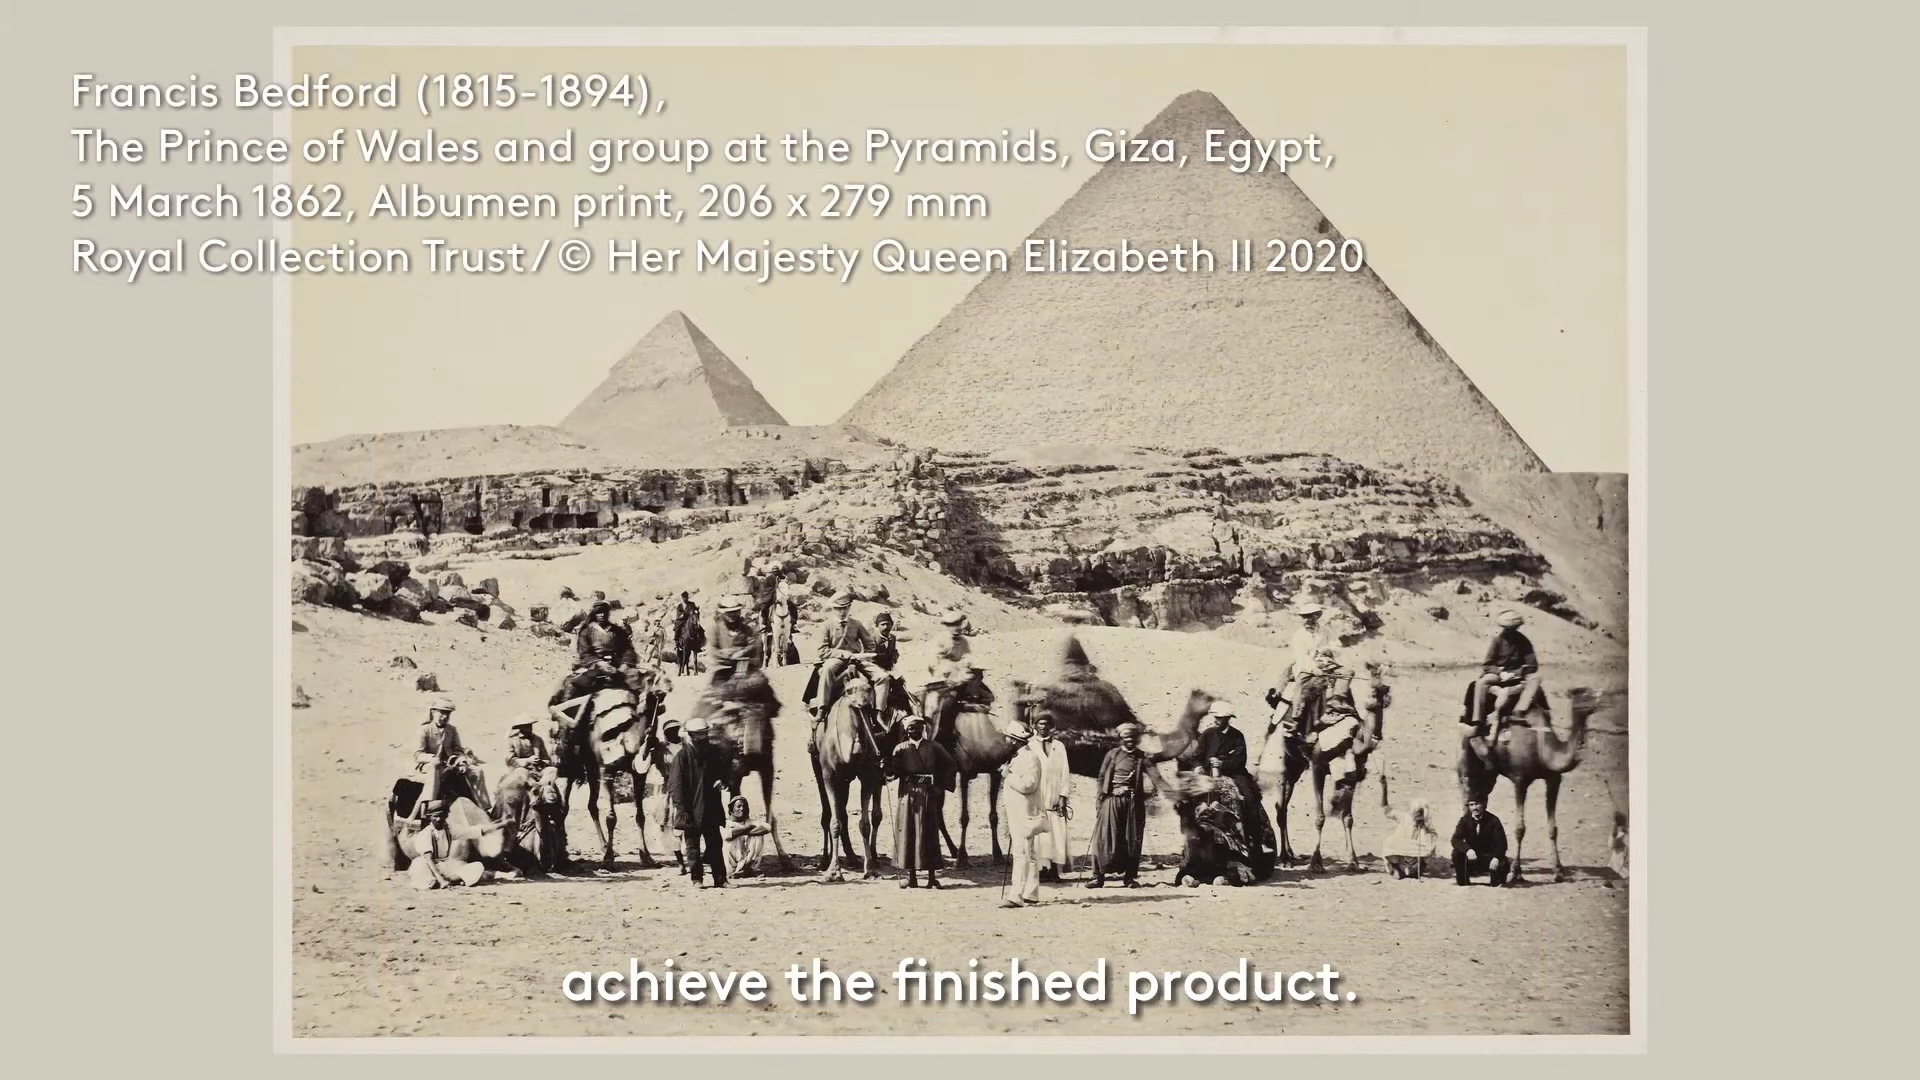 Francis Bedford (1815-1894),
The Prince of Wales and group at the Pyramids, Giza, Egypt,
5 March 1862, Albumen print, 206 x 279 mm
Royal Collection Trust / © Her Majesty Queen Elizabeth II 2020
achieve the finished product.